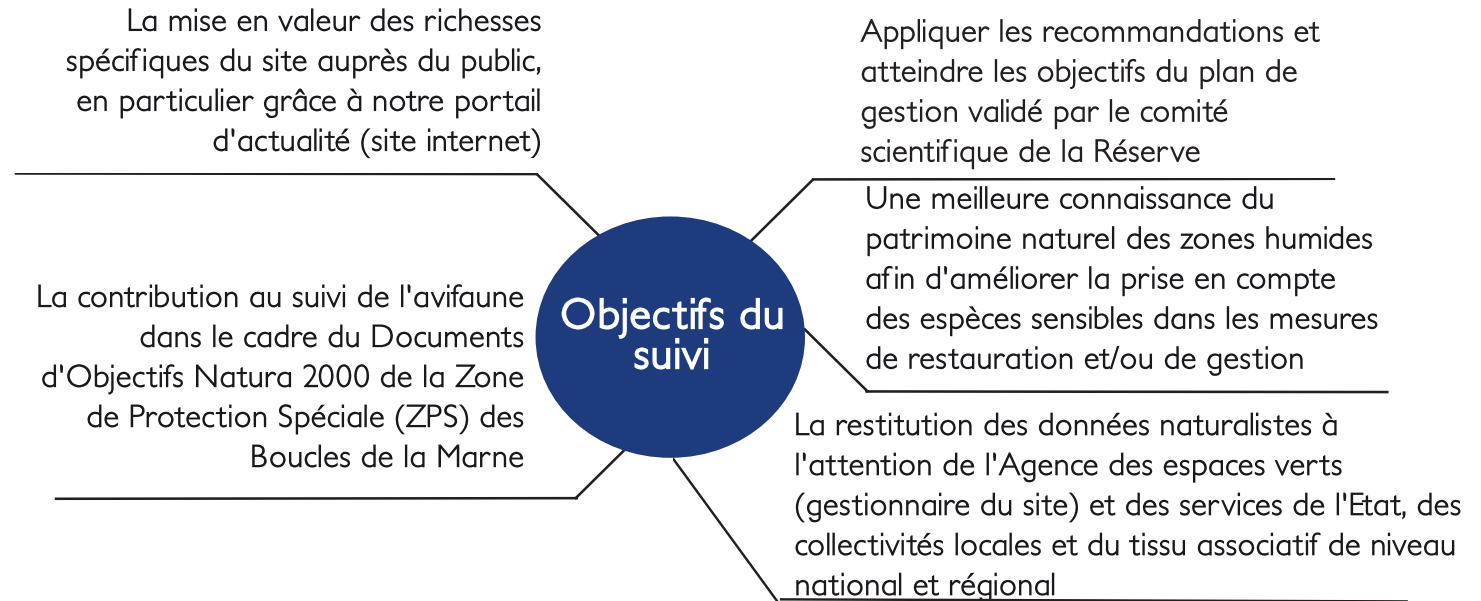 La mise en valeur des richesses
spécifiques du site auprès du public,
en particulier grâce à notre portail
d'actualité (site internet)
Appliquer les recommandations et
atteindre les objectifs du plan de
gestion validé par le comité
scientifique de la Réserve
Une meilleure connaissance du
patrimoine naturel des zones humides
afin d'améliorer la prise en compte
des espèces sensibles dans les mesures
de restauration et/ou de gestion
Objectifs du
suivi
La contribution au suivi de l'avifaune
dans le cadre du Documents
d'Objectifs Natura 2000 de la Zone
de Protection Spéciale (ZPS) des
Boucles de la Marne
La restitution des données naturalistes à
l'attention de l'Agence des espaces verts
(gestionnaire du site) et des services de l'Etat, des
collectivités locales et du tissu associatif de niveau
national et régional